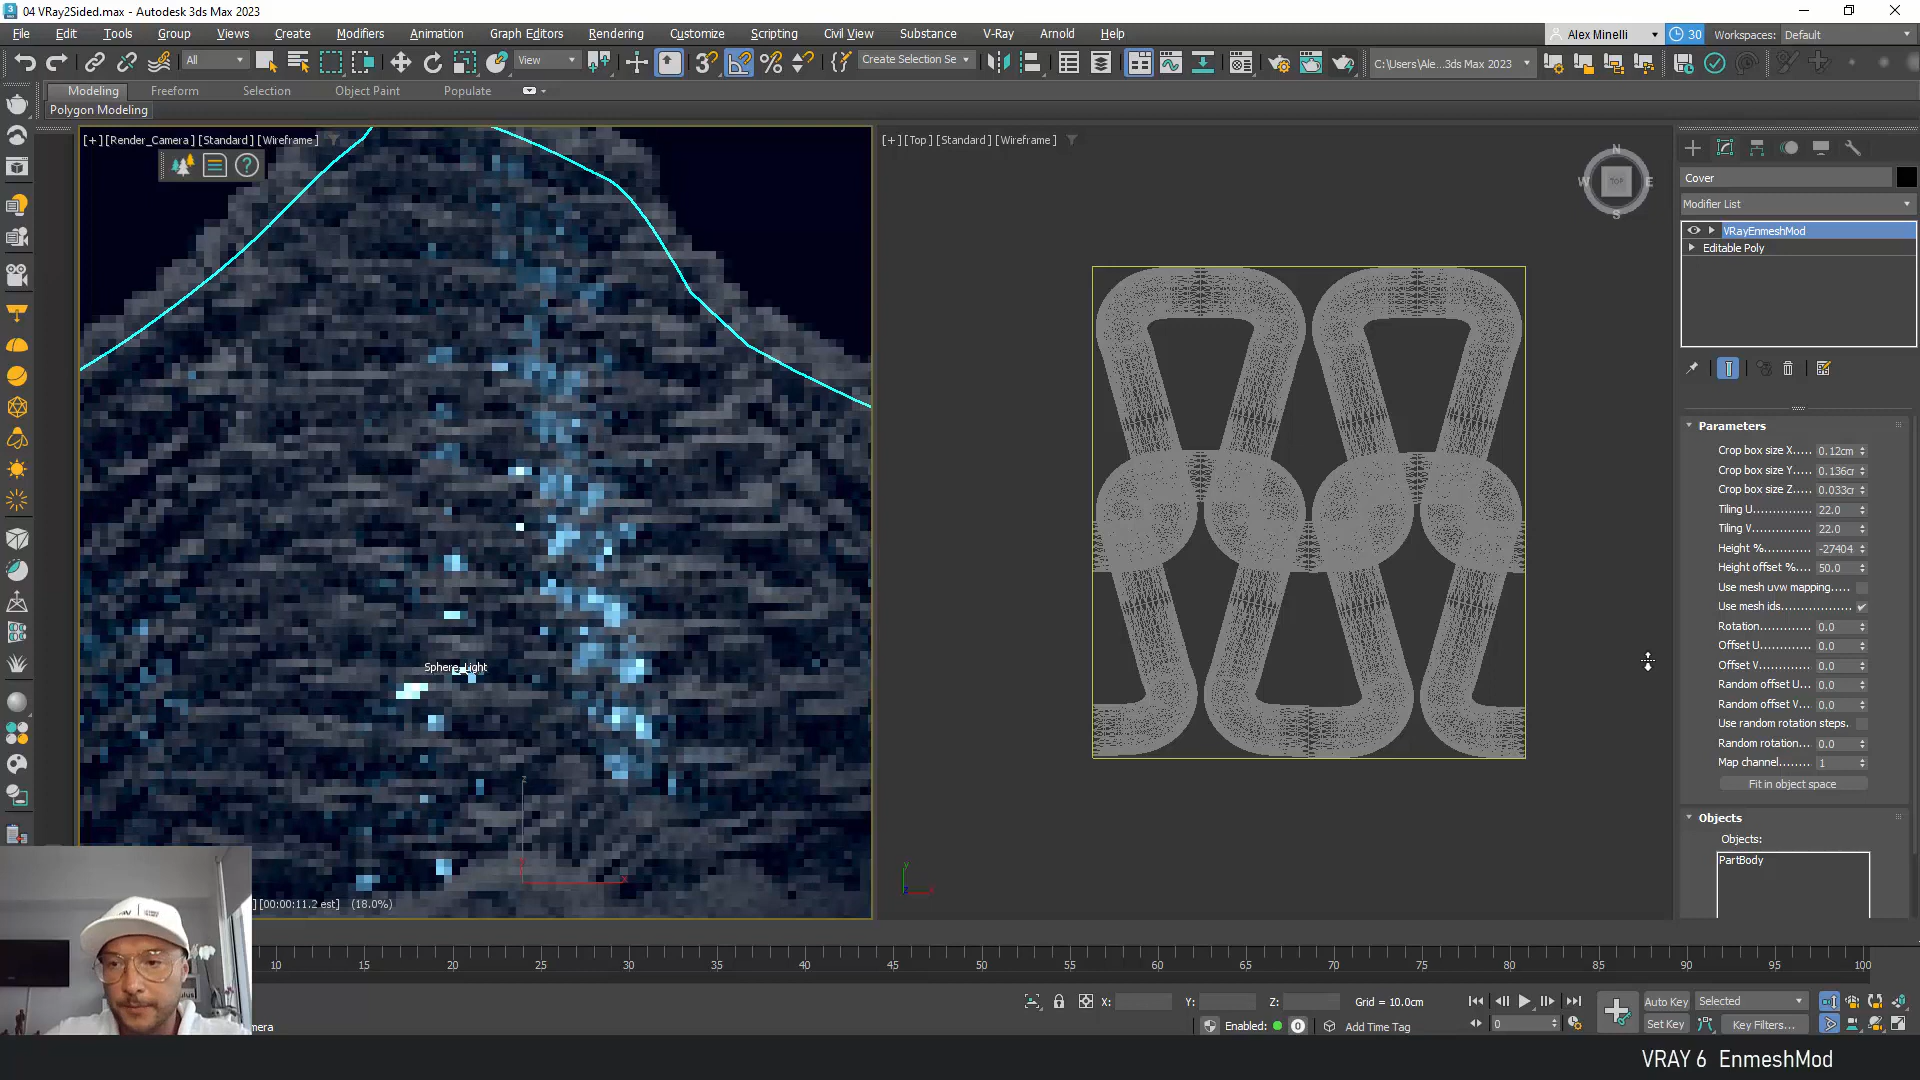 04 VRay2Sided.max - Autodesk 3ds Max 2023
File Edit Tools Group Views Create Modifiers Animation Graph Editors Rendering Customize Scripting Civil View Substance V-Ray Arnold Help
Alex Minelli
30
Workspaces: Default
All
View
Create Selection Se
C:\Users\Ale...3ds Max 2023
Modeling Freeform Selection Object Paint Populate
Polygon Modeling
[+] [Render_Camera] [Standard] [Wireframe]
[+] [Top] [Standard] [Wireframe]
N
W TOP E
S
Cover
Modifier List
VRayEnmeshMod
Editable Poly
Parameters
Crop box size X..... 0.12cm
Crop box size Y..... 0.136cr
Crop box size Z..... 0.033cr
Tiling U............... 22.0
Tiling V............... 22.0
Height %........... -27404
Height offset %.... 50.0
Use mesh uvw mapping.....
Use mesh ids....................
Rotation............ 0.0
Offset U............ 0.0
Offset V............ 0.0
Random offset U... 0.0
Random offset V... 0.0
Use random rotation steps.
Random rotation... 0.0
Map channel........ 1
Fit in object space
Objects
Objects:
PartBody
Sphere_Light
z
x
y
x
] [00:00:11.2 est] (18.0%)
10 15 20 25 30 35 40 45 50 55 60 65 70 75 80 85 90 95 100
X: Y: Z: Grid = 10.0cm
Auto Key Selected
mera
Enabled: 0 Add Time Tag
0
Set Key Key Filters...
VRAY 6 EnmeshMod